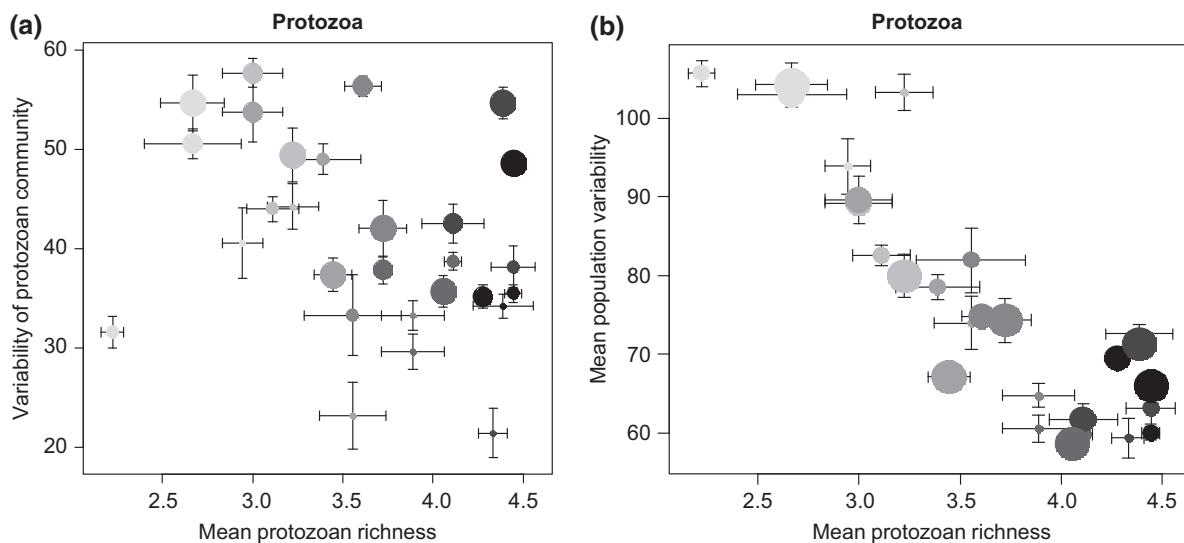 (a)
Protozoa
Variability of protozoan community
60
50
40
30
20
2.5 3.0 3.5 4.0 4.5
Mean protozoan richness
(b)
Protozoa
Mean population variability
100
90
80
70
60
2.5 3.0 3.5 4.0 4.5
Mean protozoan richness